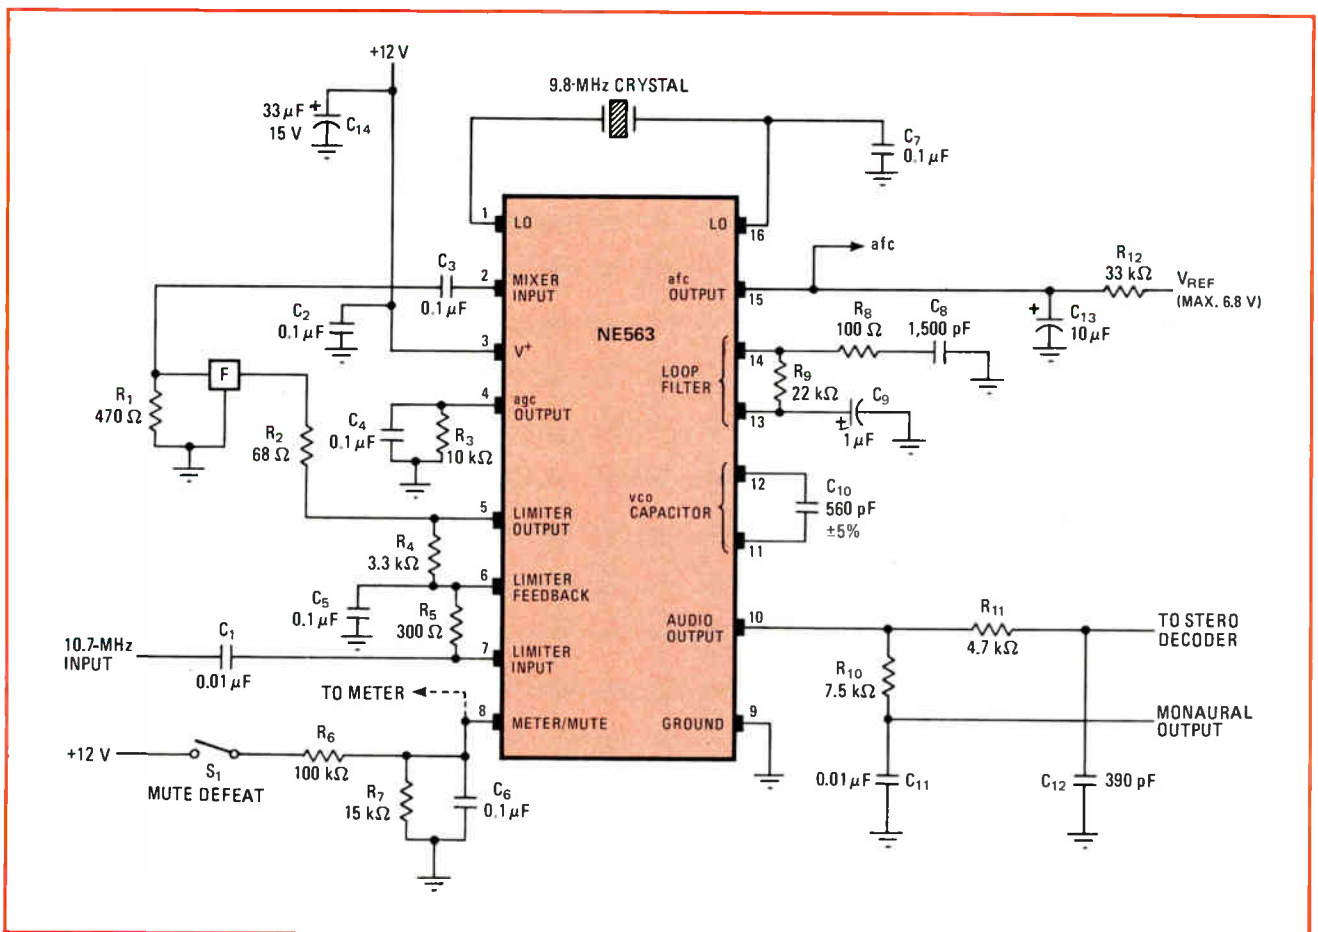 +12 V
33 µF
15 V
+
C14
9.8-MHz CRYSTAL
C7
0.1 µF
1
LO
LO
16
C3
0.1 µF
2
MIXER
INPUT
afc
OUTPUT
15
afc
R12
33 kΩ
VREF
(MAX. 6.8 V)
+
C13
10 µF
C2
0.1 µF
3
V+
NE563
R8
100 Ω
C8
1,500 pF
14
LOOP
FILTER
13
R9
22 kΩ
C9
±
1 µF
F
R1
470 Ω
R2
68 Ω
4
agc
OUTPUT
C4
0.1 µF
R3
10 kΩ
12
vco
CAPACITOR
11
C10
560 pF
±5%
5
LIMITER
OUTPUT
R4
3.3 kΩ
6
LIMITER
FEEDBACK
C5
0.1 µF
R5
300 Ω
10.7-MHz
INPUT
C1
0.01 µF
7
LIMITER
INPUT
AUDIO
OUTPUT
10
R11
4.7 kΩ
TO STERO
DECODER
R10
7.5 kΩ
MONAURAL
OUTPUT
0.01 µF
C11
C12
390 pF
TO METER
8
METER/MUTE
GROUND
9
+12 V
S1
MUTE DEFEAT
R6
100 kΩ
R7
15 kΩ
C6
0.1 µF